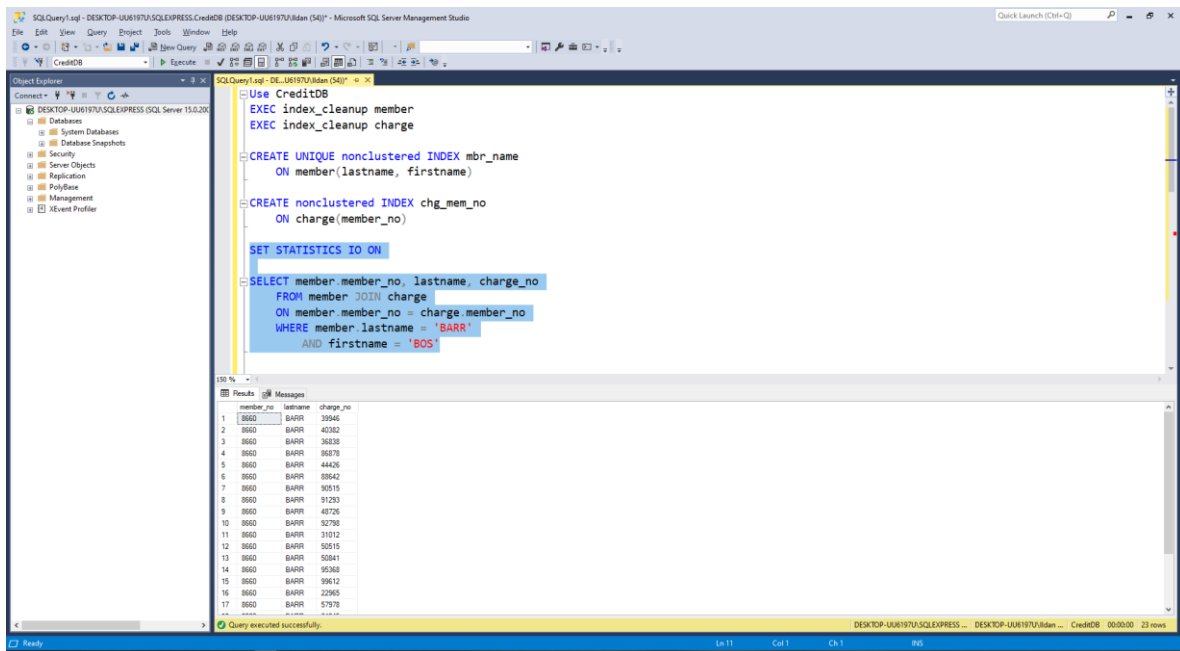 SQLQuery1.sql - DESKTOP-UU6197U\SQLEXPRESS.CreditDB (DESKTOP-UU6197U\Ildan (54))* - Microsoft SQL Server Management Studio
Quick Launch (Ctrl+Q)
File Edit View Query Project Tools Window Help
New Query
CreditDB Execute
Object Explorer
SQLQuery1.sql - DE...U6197U\Ildan (54))*
Connect
DESKTOP-UU6197U\SQLEXPRESS (SQL Server 15.0.200
Databases
System Databases
Database Snapshots
Security
Server Objects
Replication
PolyBase
Management
XEvent Profiler
Use CreditDB
EXEC index_cleanup member
EXEC index_cleanup charge
CREATE UNIQUE nonclustered INDEX mbr_name
ON member(lastname, firstname)
CREATE nonclustered INDEX chg_mem_no
ON charge(member_no)
SET STATISTICS IO ON
SELECT member.member_no, lastname, charge_no
FROM member JOIN charge
ON member.member_no = charge.member_no
WHERE member.lastname = 'BARR'
AND firstname = 'BOS'
150 %
Results Messages
member_no lastname charge_no
1 8660 BARR 39946
2 8660 BARR 40382
3 8660 BARR 36838
4 8660 BARR 86878
5 8660 BARR 44426
6 8660 BARR 88642
7 8660 BARR 90515
8 8660 BARR 91293
9 8660 BARR 48726
10 8660 BARR 92798
11 8660 BARR 31012
12 8660 BARR 50515
13 8660 BARR 50841
14 8660 BARR 95368
15 8660 BARR 99612
16 8660 BARR 22965
17 8660 BARR 57978
Query executed successfully.
DESKTOP-UU6197U\SQLEXPRESS ... DESKTOP-UU6197U\Ildan ... CreditDB 00:00:00 23 rows
Ready Ln 11 Col 1 Ch 1 INS